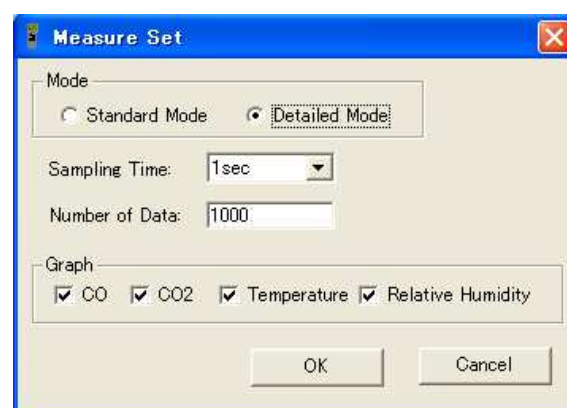 Measure Set
Mode
Standard Mode Detailed Mode
Sampling Time: 1sec
Number of Data: 1000
Graph
CO CO2 Temperature Relative Humidity
OK Cancel